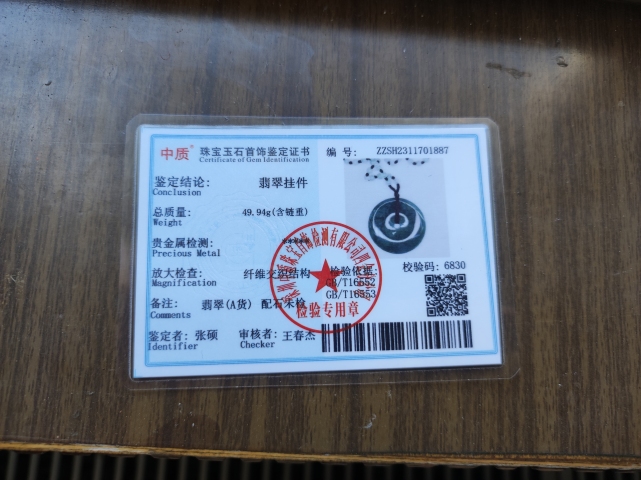 中质 珠宝玉石首饰鉴定证书 编 号: ZZSH2311701887
Certificate of Gem Identification
鉴定结论: 翡翠挂件
Conclusion
总质量: 49.94g(含链重)
Weight
贵金属检测: *****
Precious Metal
放大检查: 纤维交织结构
Magnification
检验依据:
GB/T16552
GB/T16553
校验码: 6830
备注: 翡翠(A货) 配石未检
Comments
鉴定者: 张硕 审核者: 王春杰
Identifier Checker
检验专用章